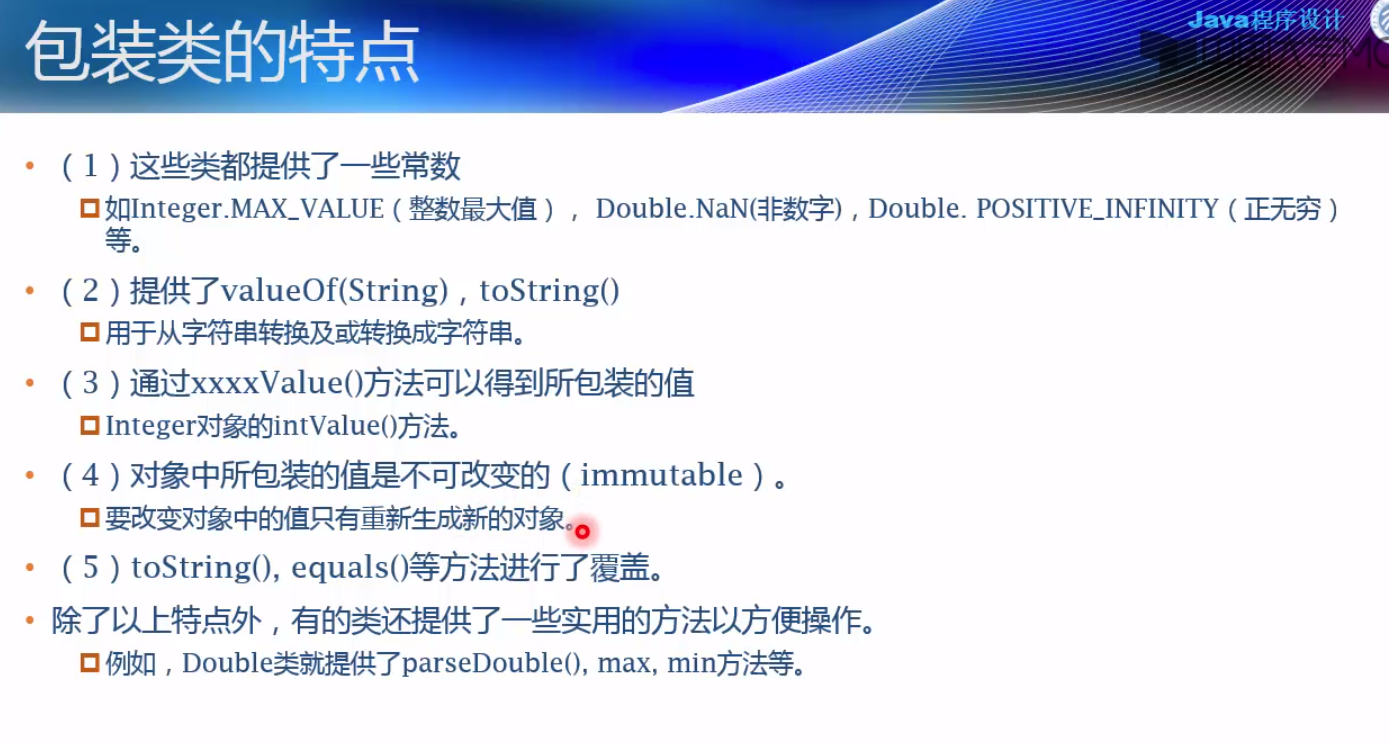 Java程序设计
包装类的特点
• （1）这些类都提供了一些常数
如Integer.MAX_VALUE（整数最大值）， Double.NaN(非数字)，Double. POSITIVE_INFINITY（正无穷）
等。
• （2）提供了valueOf(String)，toString()
用于从字符串转换及或转换成字符串。
• （3）通过xxxxValue()方法可以得到所包装的值
Integer对象的intValue()方法。
• （4）对象中所包装的值是不可改变的（immutable）。
要改变对象中的值只有重新生成新的对象。
• （5）toString(), equals()等方法进行了覆盖。
• 除了以上特点外，有的类还提供了一些实用的方法以方便操作。
例如，Double类就提供了parseDouble(), max, min方法等。